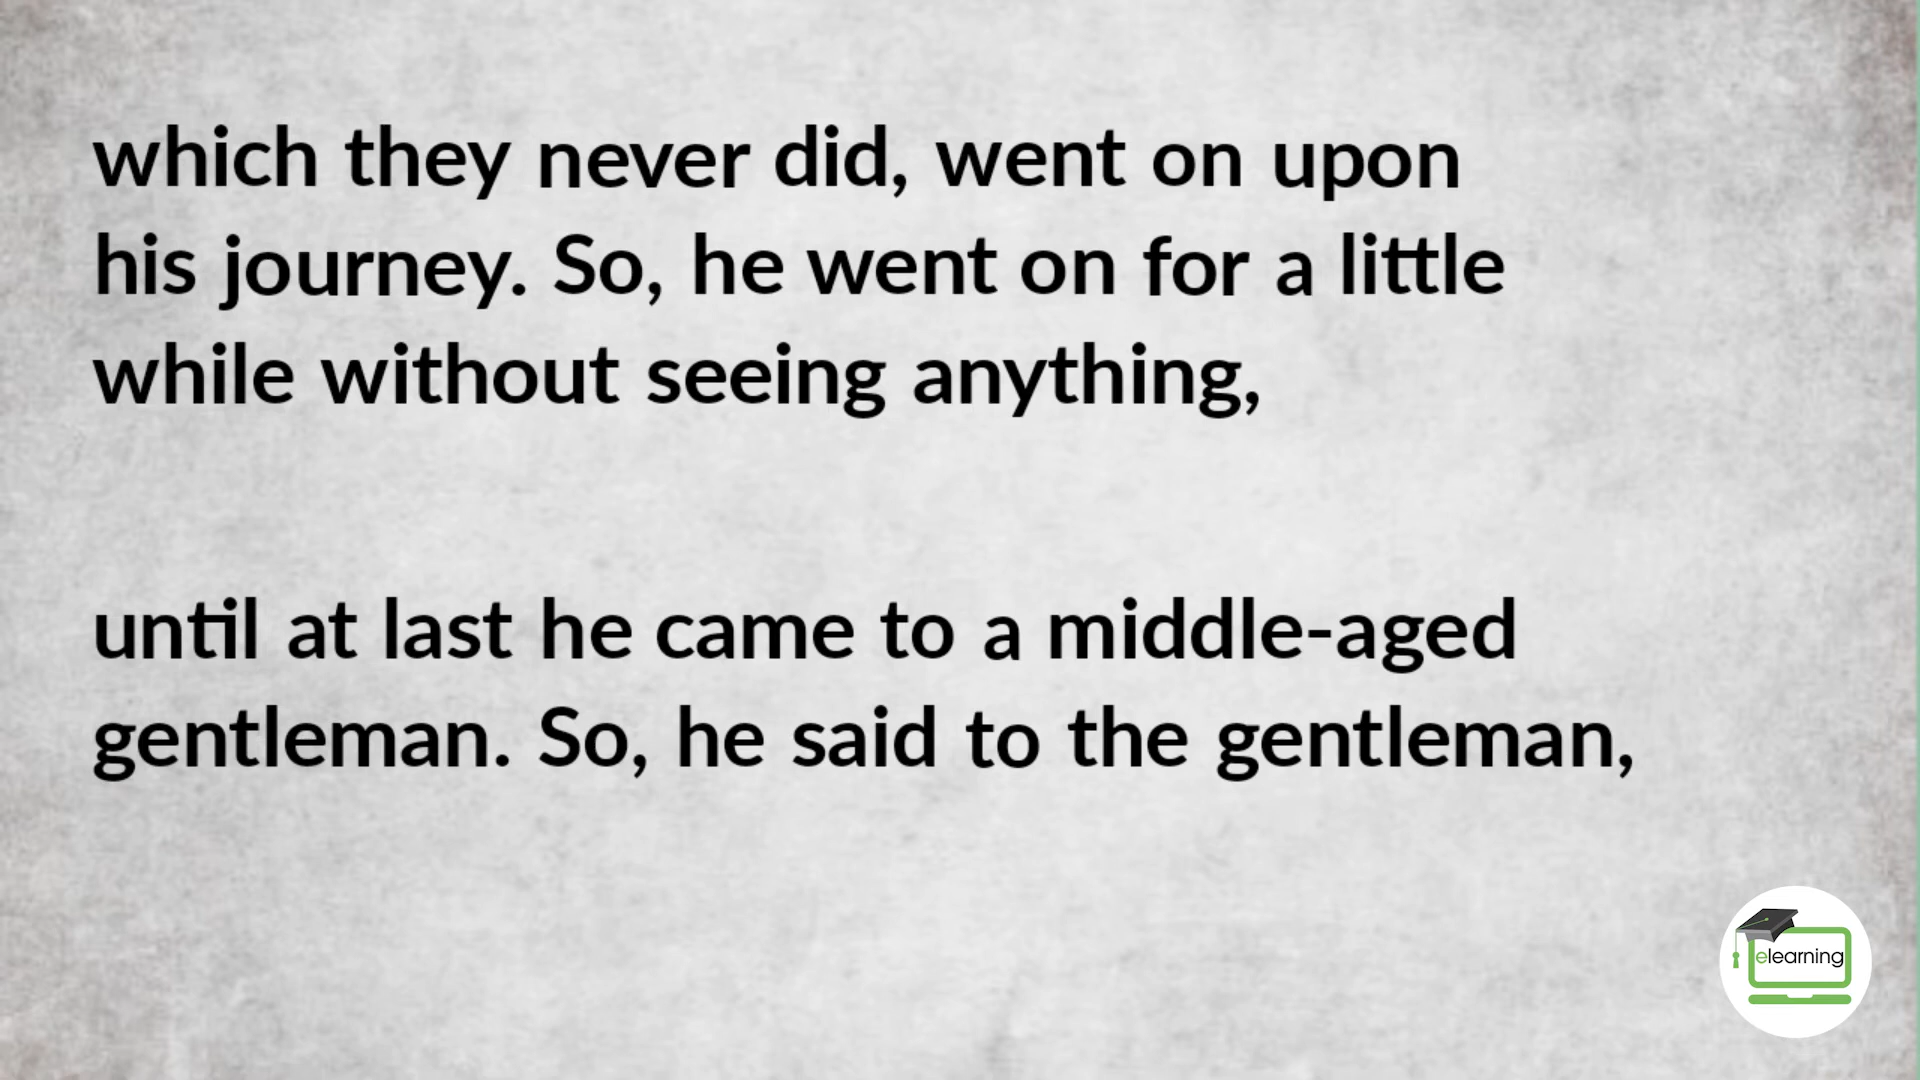 which they never did, went on upon
his journey. So, he went on for a little
while without seeing anything,
until at last he came to a middle-aged
gentleman. So, he said to the gentleman,
elearning